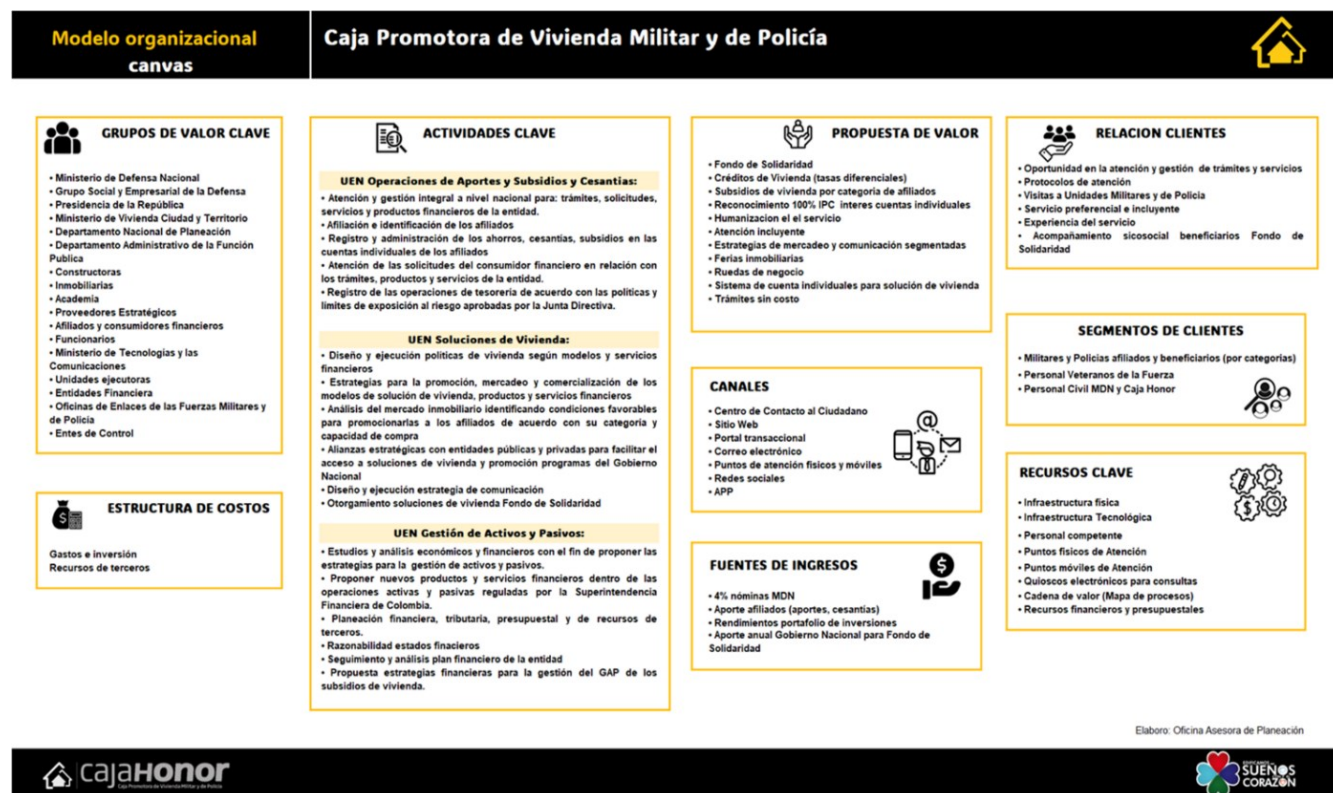 Modelo organizacional
canvas
Caja Promotora de Vivienda Militar y de Policía
GRUPOS DE VALOR CLAVE
• Ministerio de Defensa Nacional
• Grupo Social y Empresarial de la Defensa
• Presidencia de la República
• Ministerio de Vivienda Ciudad y Territorio
• Departamento Nacional de Planeación
• Departamento Administrativo de la Función
Publica
• Constructoras
• Inmobiliarias
• Academia
• Proveedores Estratégicos
• Afiliados y consumidores financieros
• Funcionarios
• Ministerio de Tecnologías y las
Comunicaciones
• Unidades ejecutoras
• Entidades Financiera
• Oficinas de Enlaces de las Fuerzas Militares y
de Policía
• Entes de Control
ESTRUCTURA DE COSTOS
Gastos e inversión
Recursos de terceros
ACTIVIDADES CLAVE
UEN Operaciones de Aportes y Subsidios y Cesantias:
• Atención y gestión integral a nivel nacional para: trámites, solicitudes,
servicios y productos financieros de la entidad.
• Afiliación e identificación de los afiliados
• Registro y administración de los ahorros, cesantías, subsidios en las
cuentas individuales de los afiliados
• Atención de las solicitudes del consumidor financiero en relación con
los trámites, productos y servicios de la entidad.
• Registro de las operaciones de tesorería de acuerdo con las políticas y
límites de exposición al riesgo aprobadas por la Junta Directiva.
UEN Soluciones de Vivienda:
• Diseño y ejecución políticas de vivienda según modelos y servicios
financieros
• Estrategias para la promoción, mercadeo y comercialización de los
modelos de solución de vivienda, productos y servicios financieros
• Análisis del mercado inmobiliario identificando condiciones favorables
para promocionarlas a los afiliados de acuerdo con su categoría y
capacidad de compra
• Alianzas estratégicas con entidades públicas y privadas para facilitar el
acceso a soluciones de vivienda y promoción programas del Gobierno
Nacional
• Diseño y ejecución estrategia de comunicación
• Otorgamiento soluciones de vivienda Fondo de Solidaridad
UEN Gestión de Activos y Pasivos:
• Estudios y análisis económicos y financieros con el fin de proponer las
estrategias para la gestión de activos y pasivos.
• Proponer nuevos productos y servicios financieros dentro de las
operaciones activas y pasivas reguladas por la Superintendencia
Financiera de Colombia.
• Planeación financiera, tributaria, presupuestal y de recursos de
terceros.
• Razonabilidad estados finacieros
• Seguimiento y análisis plan financiero de la entidad
• Propuesta estrategias financieras para la gestión del GAP de los
subsidios de vivienda.
PROPUESTA DE VALOR
• Fondo de Solidaridad
• Créditos de Vivienda (tasas diferenciales)
• Subsidios de vivienda por categoria de afiliados
• Reconocimiento 100% IPC interes cuentas individuales
• Humanizacion el el servicio
• Atención incluyente
• Estrategias de mercadeo y comunicación segmentadas
• Ferias inmobiliarias
• Ruedas de negocio
• Sistema de cuenta individuales para solución de vivienda
• Trámites sin costo
CANALES
• Centro de Contacto al Ciudadano
• Sitio Web
• Portal transaccional
• Correo electrónico
• Puntos de atención físicos y móviles
• Redes sociales
• APP
FUENTES DE INGRESOS
• 4% nóminas MDN
• Aporte afiliados (aportes, cesantías)
• Rendimientos portafolio de inversiones
• Aporte anual Gobierno Nacional para Fondo de
Solidaridad
RELACION CLIENTES
• Oportunidad en la atención y gestión de trámites y servicios
• Protocolos de atención
• Visitas a Unidades Militares y de Policía
• Servicio preferencial e incluyente
• Experiencia del servicio
• Acompañamiento sicosocial beneficiarios Fondo de
Solidaridad
SEGMENTOS DE CLIENTES
• Militares y Policias afiliados y beneficiarios (por categorias)
• Personal Veteranos de la Fuerza
• Personal Civil MDN y Caja Honor
RECURSOS CLAVE
• Infraestructura física
• Infraestructura Tecnológica
• Personal competente
• Puntos físicos de Atención
• Puntos móviles de Atención
• Quioscos electrónicos para consultas
• Cadena de valor (Mapa de procesos)
• Recursos financieros y presupuestales
Elaboro: Oficina Asesora de Planeación
cajaHONOR
Caja Promotora de Vivienda Militar y de Policía
SUEÑOS
CORAZÓN